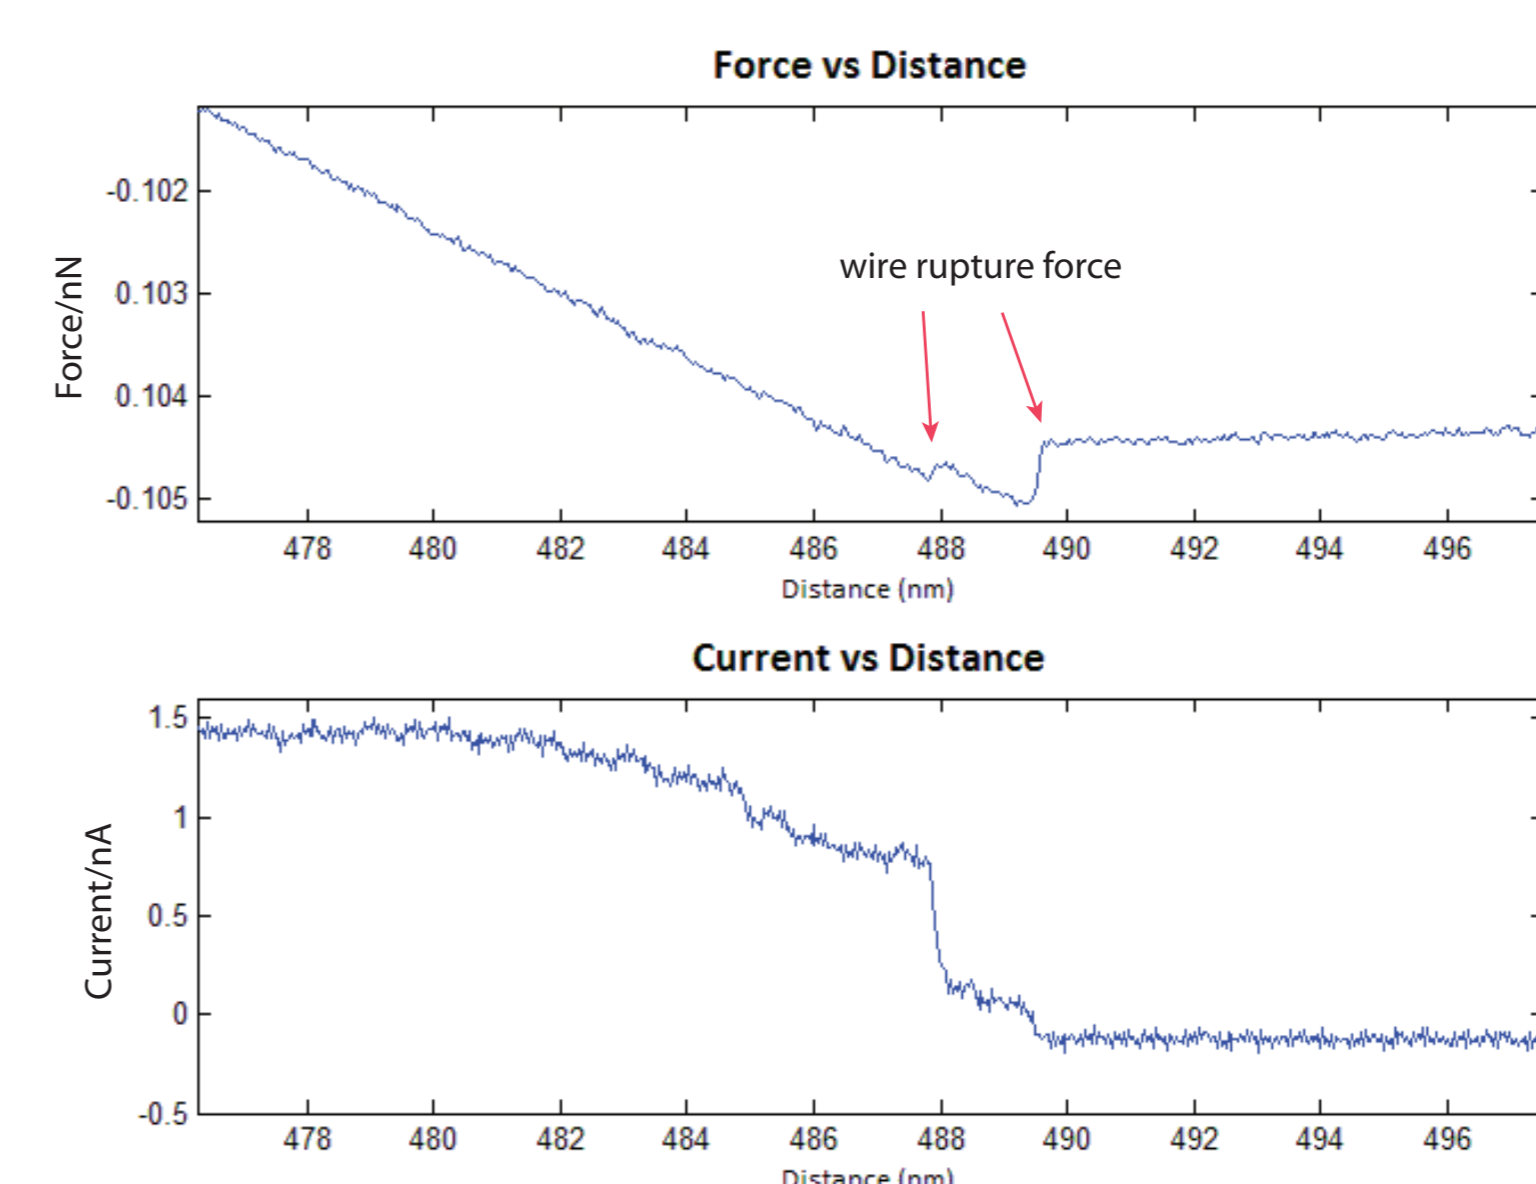 Force vs Distance
-0.102
0.103
0.104
-0.105
Force/nN
wire rupture force
478 480 482 484 486 488 490 492 494 496
Distance (nm)
Current vs Distance
1.5
1
0.5
0
-0.5
Current/nA
478 480 482 484 486 488 490 492 494 496
Distance (nm)